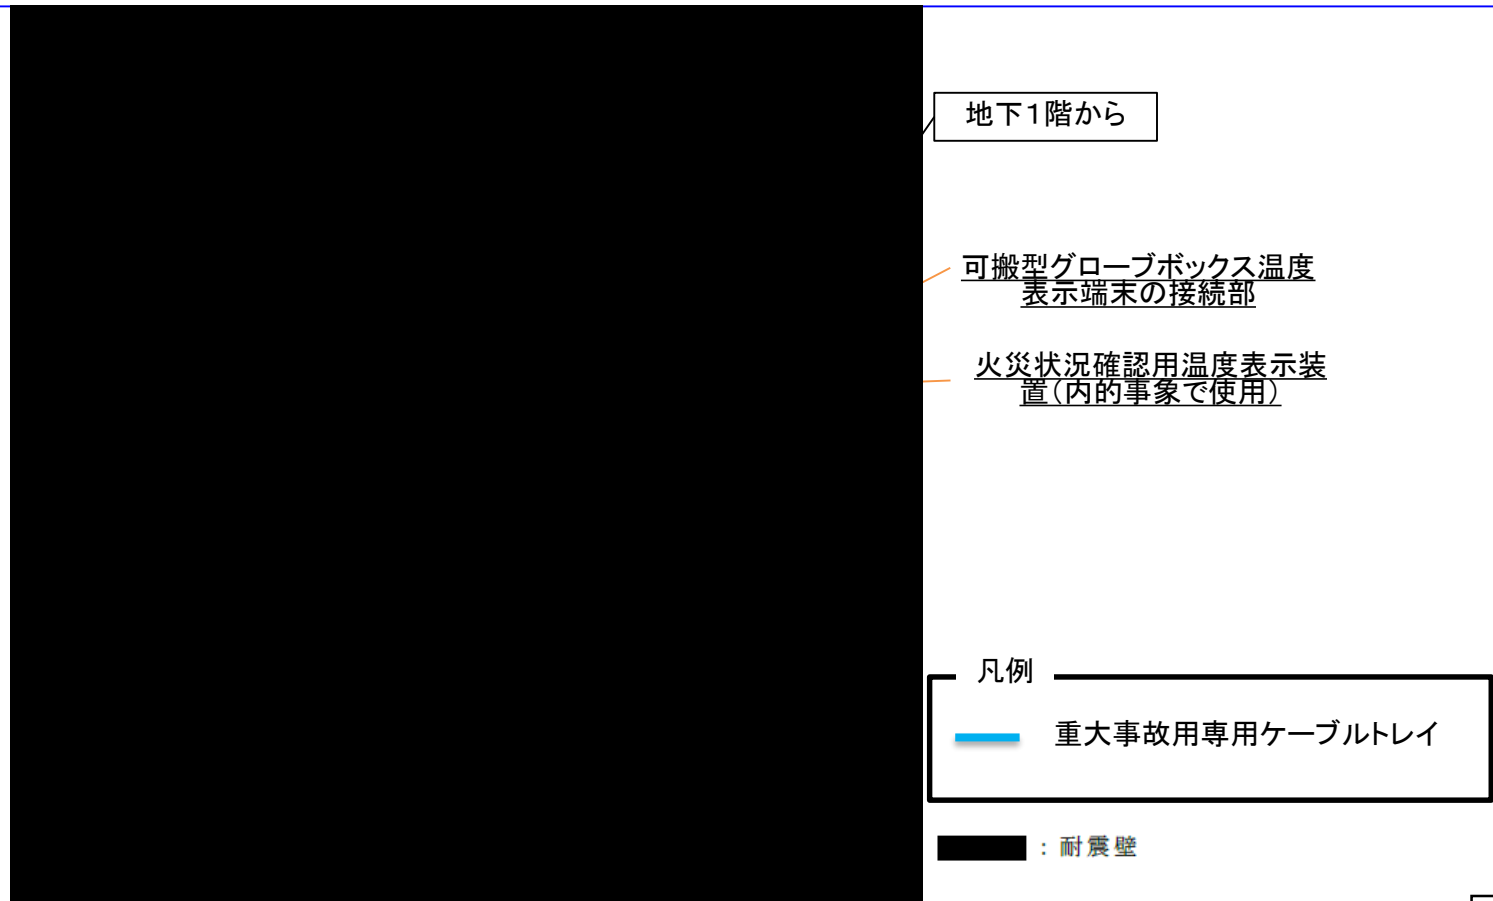 地下1階から
可搬型グローブボックス温度
表示端末の接続部
火災状況確認用温度表示装
置(内的事象で使用)
凡例
重大事故用専用ケーブルトレイ
：耐震壁